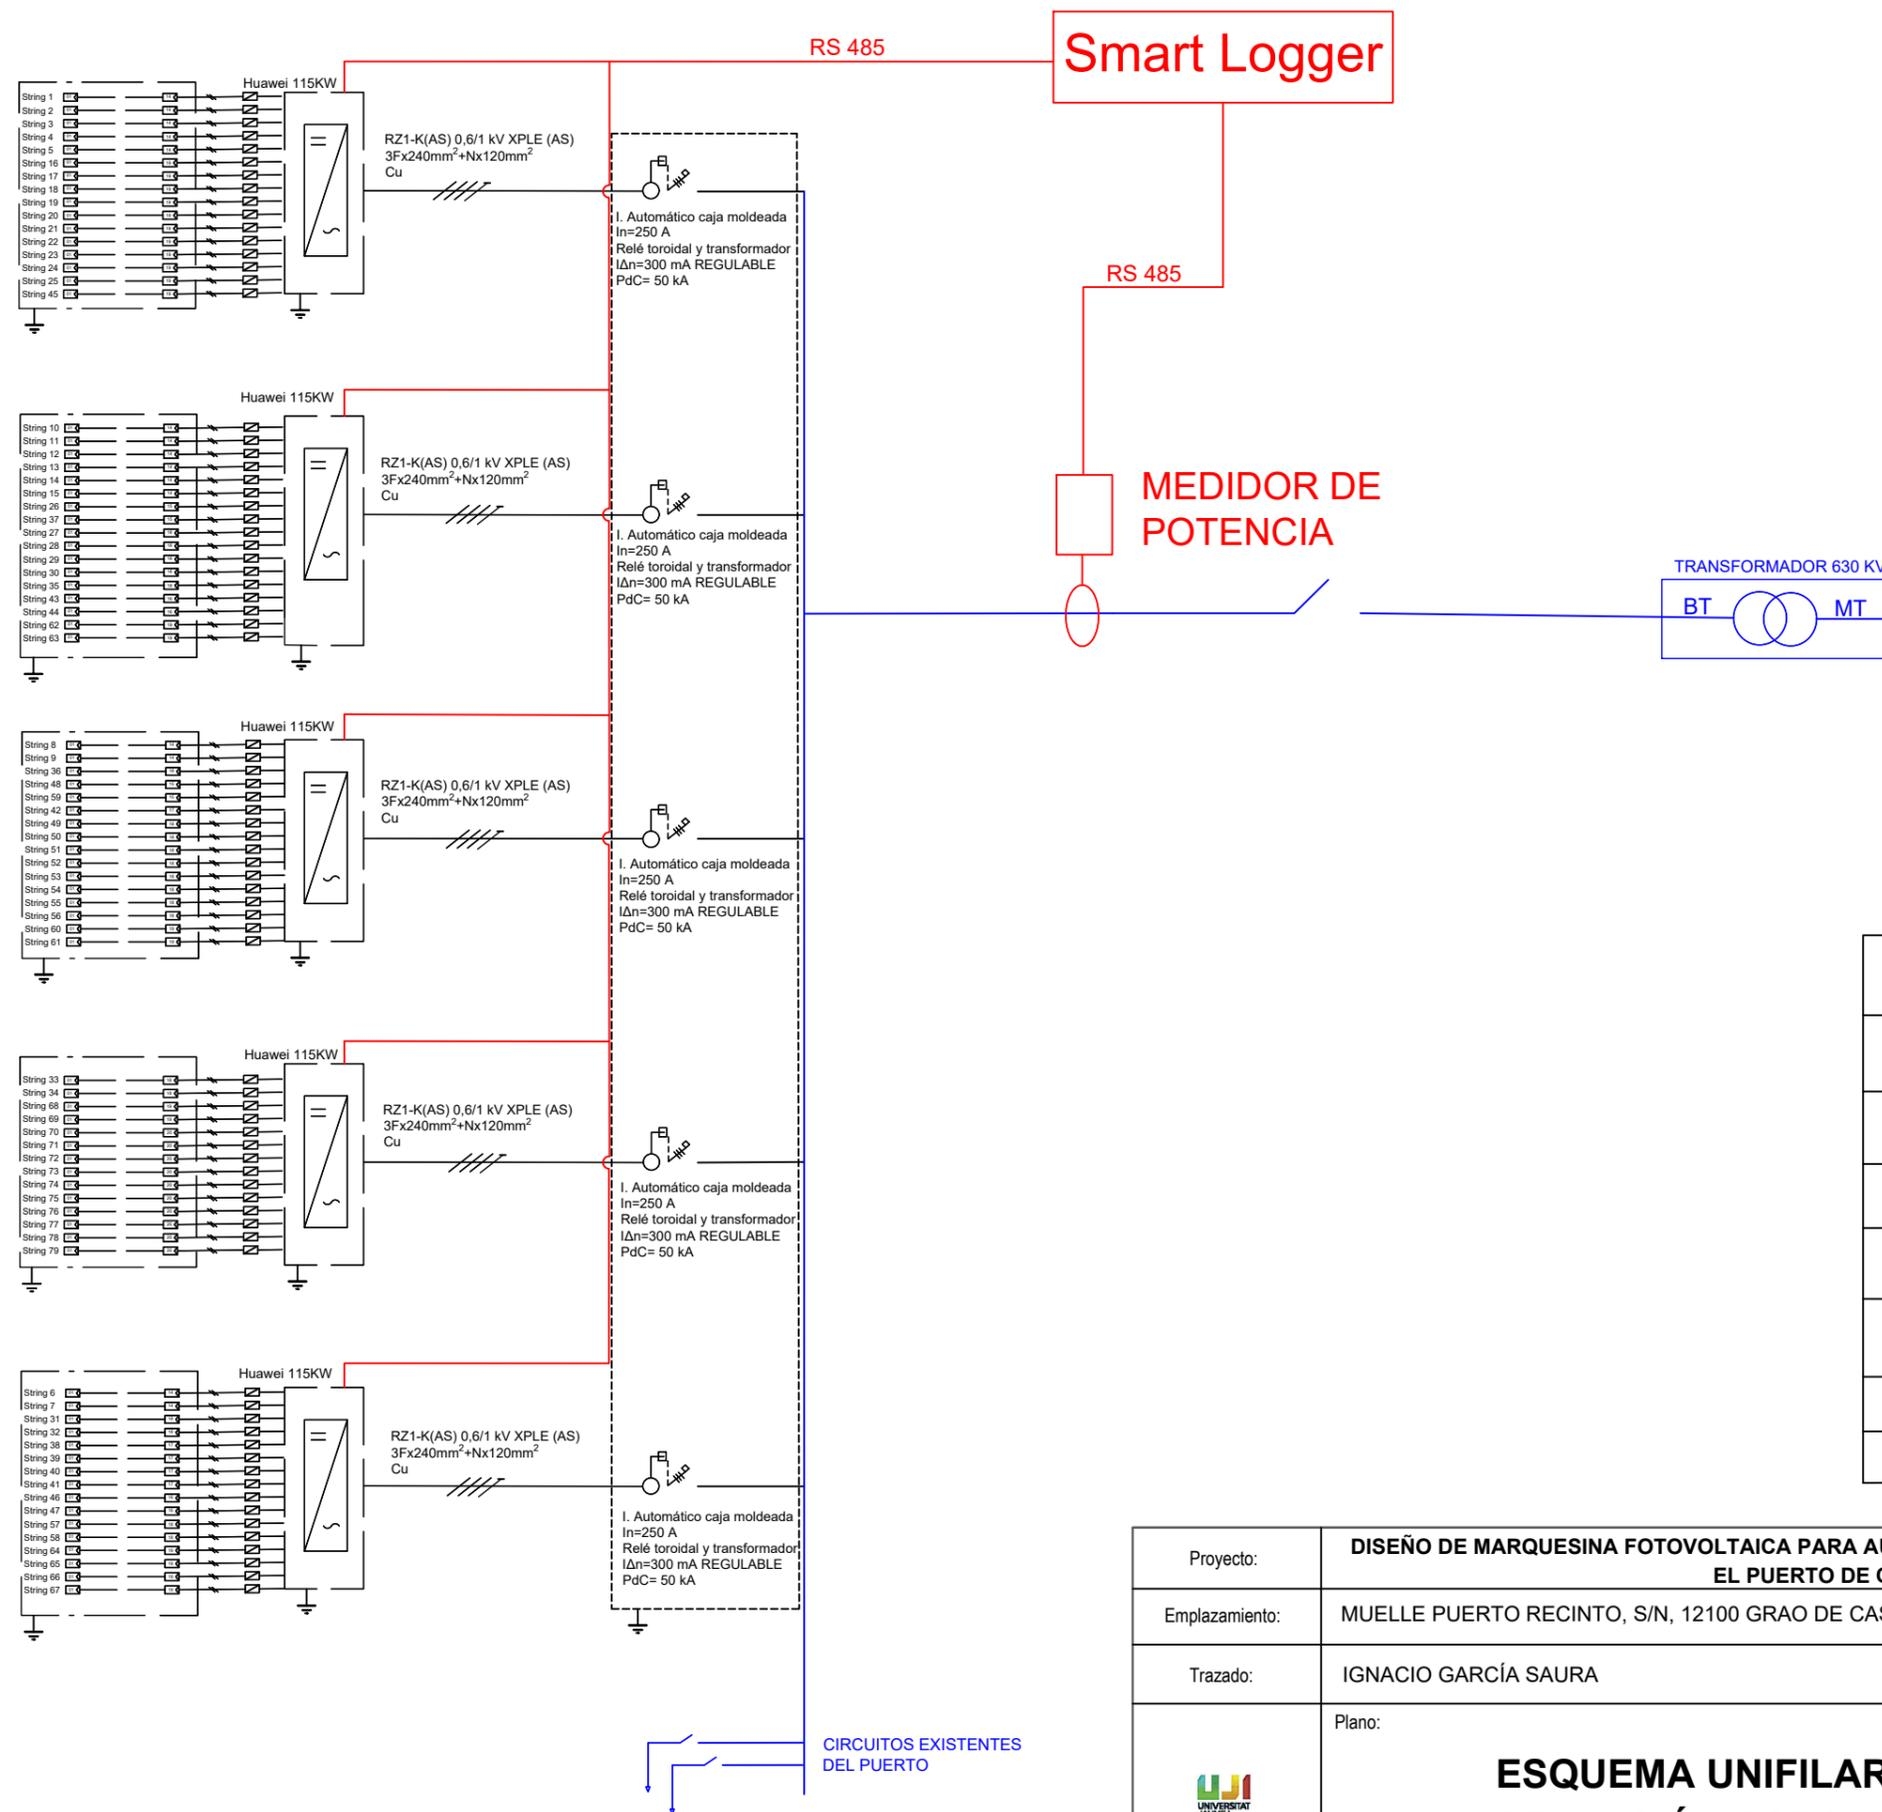 RS 485
Smart Logger
Huawei 115KW
String 1
String 2
String 3
String 4
String 5
String 16
String 17
String 18
String 19
String 20
String 21
String 22
String 23
String 24
String 25
String 45
RZ1-K(AS) 0,6/1 kV XPLE (AS)
3Fx240mm²+Nx120mm²
Cu
I. Automático caja moldeada
In=250 A
Relé toroidal y transformador
IΔn=300 mA REGULABLE
PdC= 50 kA
RS 485
Huawei 115KW
String 10
String 11
String 12
String 13
String 14
String 15
String 26
String 37
String 27
String 28
String 29
String 30
String 35
String 43
String 44
String 62
String 63
RZ1-K(AS) 0,6/1 kV XPLE (AS)
3Fx240mm²+Nx120mm²
Cu
I. Automático caja moldeada
In=250 A
Relé toroidal y transformador
IΔn=300 mA REGULABLE
PdC= 50 kA
MEDIDOR DE
POTENCIA
TRANSFORMADOR 630 KV
BT
MT
Huawei 115KW
String 8
String 9
String 36
String 48
String 59
String 42
String 49
String 50
String 51
String 52
String 53
String 54
String 55
String 56
String 60
String 61
RZ1-K(AS) 0,6/1 kV XPLE (AS)
3Fx240mm²+Nx120mm²
Cu
I. Automático caja moldeada
In=250 A
Relé toroidal y transformador
IΔn=300 mA REGULABLE
PdC= 50 kA
Huawei 115KW
String 33
String 34
String 68
String 69
String 70
String 71
String 72
String 73
String 74
String 75
String 76
String 77
String 78
String 79
RZ1-K(AS) 0,6/1 kV XPLE (AS)
3Fx240mm²+Nx120mm²
Cu
I. Automático caja moldeada
In=250 A
Relé toroidal y transformador
IΔn=300 mA REGULABLE
PdC= 50 kA
Huawei 115KW
String 6
String 7
String 31
String 32
String 38
String 39
String 40
String 41
String 46
String 47
String 57
String 58
String 64
String 65
String 66
String 67
RZ1-K(AS) 0,6/1 kV XPLE (AS)
3Fx240mm²+Nx120mm²
Cu
I. Automático caja moldeada
In=250 A
Relé toroidal y transformador
IΔn=300 mA REGULABLE
PdC= 50 kA
CIRCUITOS EXISTENTES
DEL PUERTO
Proyecto:
DISEÑO DE MARQUESINA FOTOVOLTAICA PARA
EL PUERTO DE
Emplazamiento:
MUELLE PUERTO RECINTO, S/N, 12100 GRAO DE
Trazado:
IGNACIO GARCÍA SAURA
Plano:
ESQUEMA UNIFILAR
UJI
UNIVERSITAT